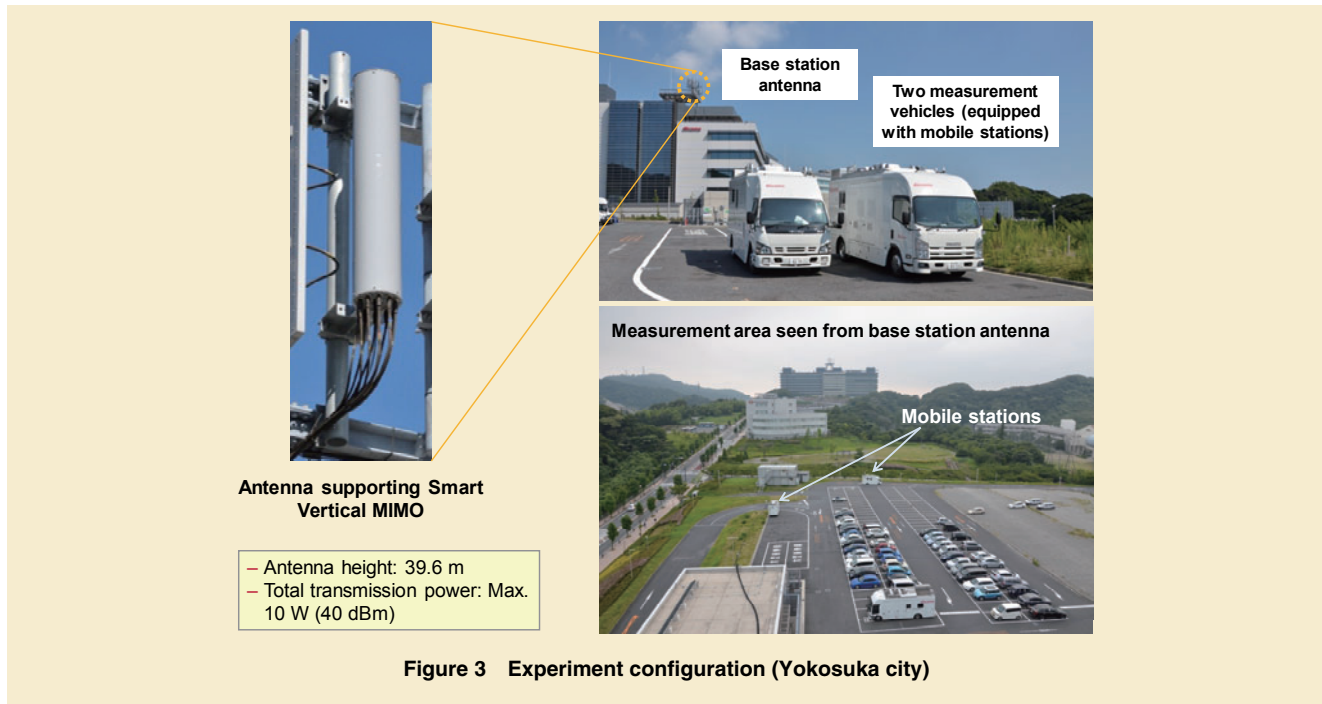 Base station
antenna
Two measurement
vehicles (equipped
with mobile stations)
Measurement area seen from base station antenna
Mobile stations
Antenna supporting Smart
Vertical MIMO
– Antenna height: 39.6 m
– Total transmission power: Max.
10 W (40 dBm)
Figure 3 Experiment configuration (Yokosuka city)